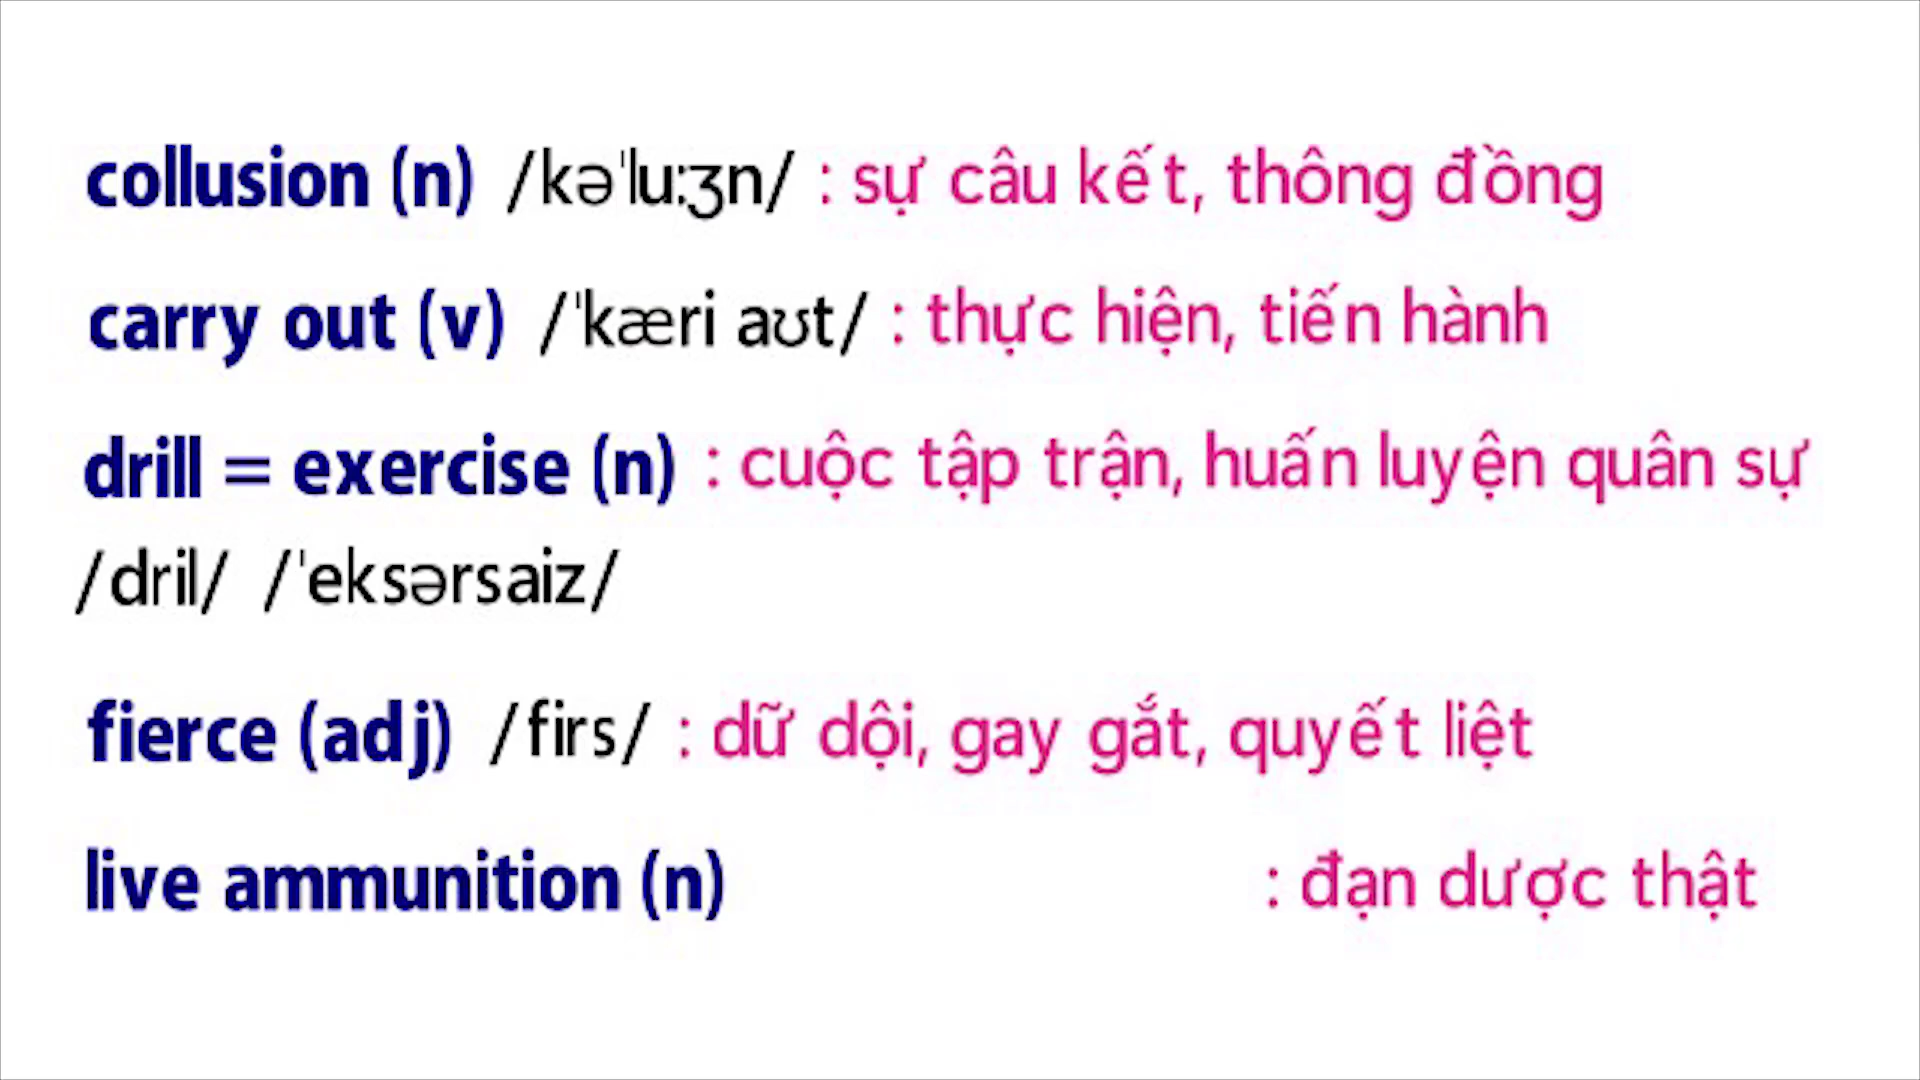 collusion (n) /kəˈluːʒn/ : sự câu kết, thông đồng
carry out (v) /ˈkæri aʊt/ : thực hiện, tiến hành
drill = exercise (n) : cuộc tập trận, huấn luyện quân sự
/dril/ /ˈeksərsaiz/
fierce (adj) /firs/ : dữ dội, gay gắt, quyết liệt
live ammunition (n) : đạn dược thật